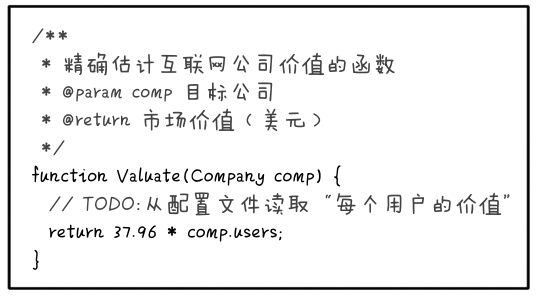 /**
* 精确估计互联网公司价值的函数
* @param comp 目标公司
* @return 市场价值（美元）
*/
function Valuate(Company comp) {
// TODO:从配置文件读取“每个用户的价值”
return 37.96 * comp.users;
}